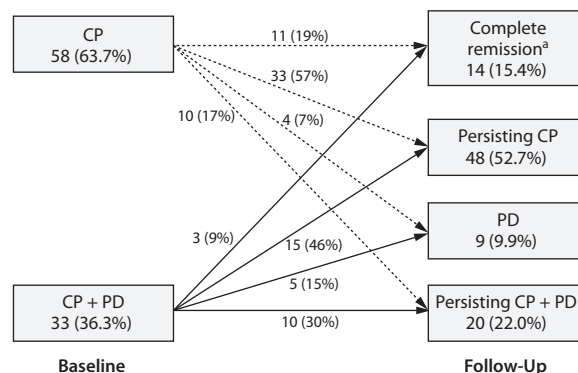 CP
58 (63.7%)
11 (19%)
Complete
remissionᵃ
14 (15.4%)
33 (57%)
4 (7%)
10 (17%)
Persisting CP
48 (52.7%)
3 (9%)
15 (46%)
PD
9 (9.9%)
5 (15%)
CP + PD
33 (36.3%)
10 (30%)
Persisting CP + PD
20 (22.0%)
Baseline
Follow-Up